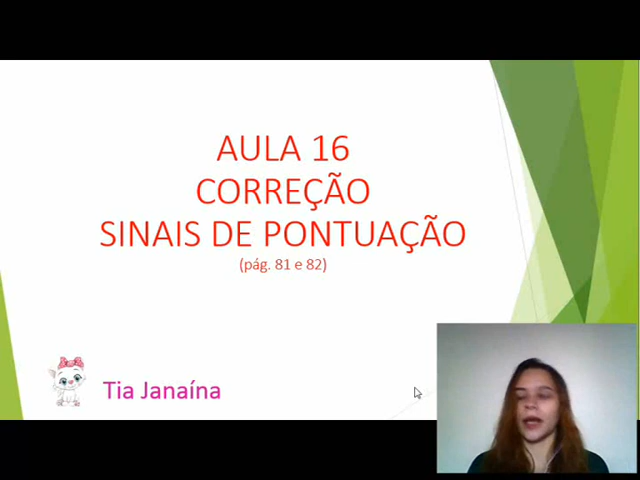 AULA 16
CORREÇÃO
SINAIS DE PONTUAÇÃO
(pág. 81 e 82)
Tia Janaína